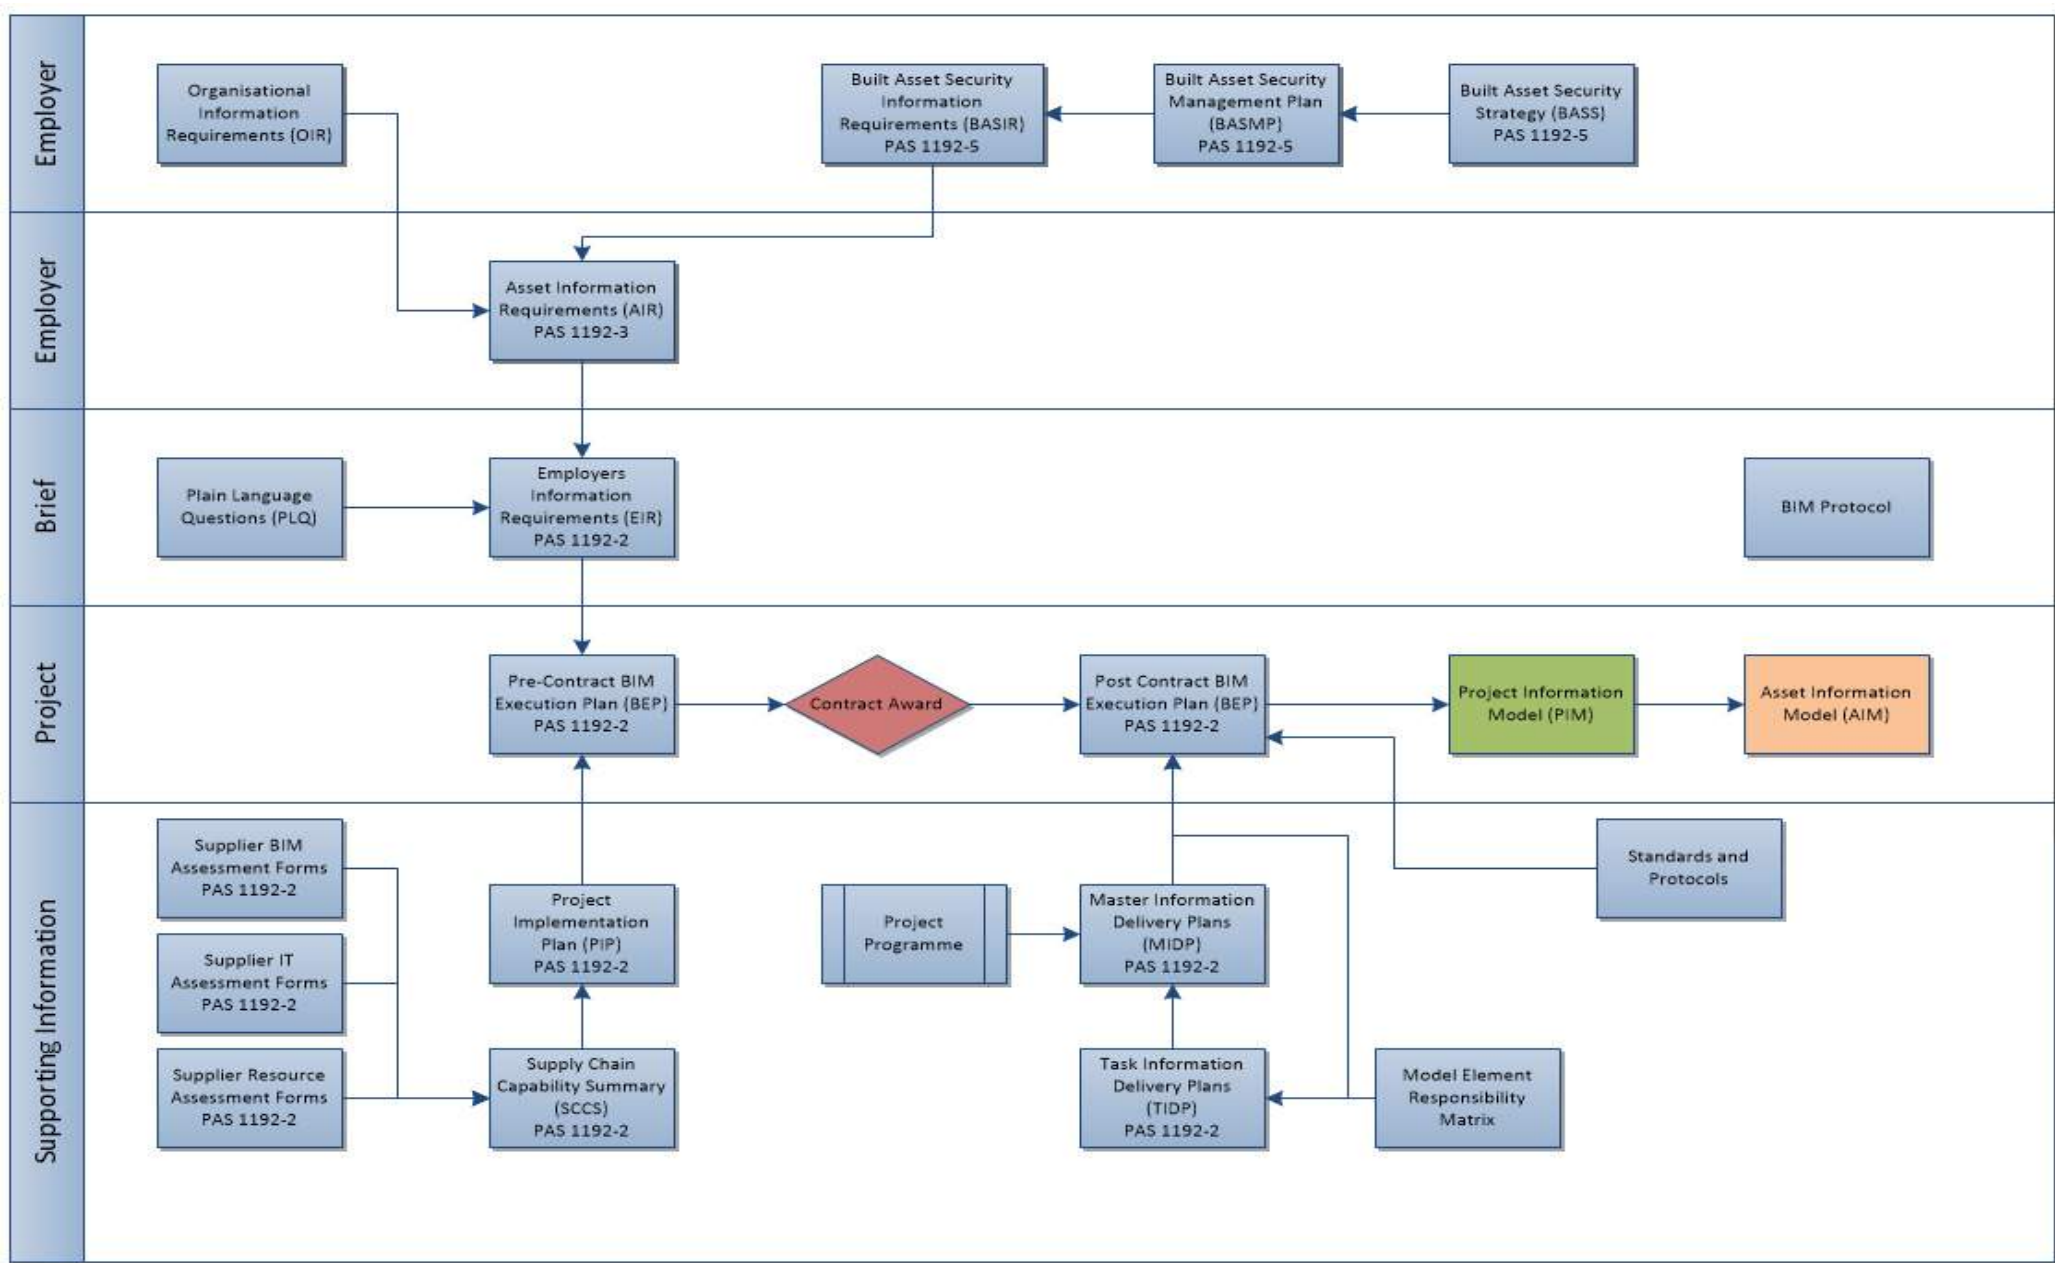 Employer
Organisational
Information
Requirements (OIR)
Built Asset Security
Information
Requirements (BASIR)
PAS 1192-5
Built Asset Security
Management Plan
(BASMP)
PAS 1192-5
Built Asset Security
Strategy (BASS)
PAS 1192-5
Employer
Asset Information
Requirements (AIR)
PAS 1192-3
Brief
Plain Language
Questions (PLQ)
Employers
Information
Requirements (EIR)
PAS 1192-2
BIM Protocol
Project
Pre-Contract BIM
Execution Plan (BEP)
PAS 1192-2
Contract Award
Post Contract BIM
Execution Plan (BEP)
PAS 1192-2
Project Information
Model (PIM)
Asset Information
Model (AIM)
Supporting Information
Supplier BIM
Assessment Forms
PAS 1192-2
Supplier IT
Assessment Forms
PAS 1192-2
Supplier Resource
Assessment Forms
PAS 1192-2
Project
Implementation
Plan (PIP)
PAS 1192-2
Supply Chain
Capability Summary
(SCCS)
PAS 1192-2
Project
Programme
Master Information
Delivery Plans
(MIDP)
PAS 1192-2
Task Information
Delivery Plans
(TIDP)
PAS 1192-2
Model Element
Responsibility
Matrix
Standards and
Protocols